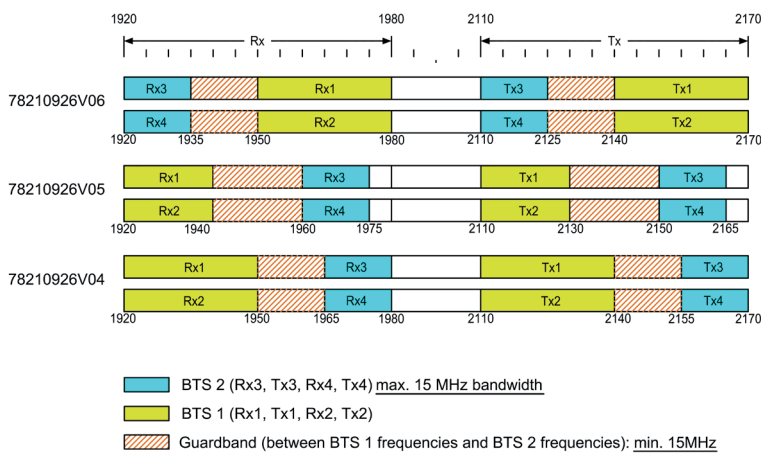 1920 1980 2110 2170
Rx Tx
78210926V06
Rx3 Rx1 Tx3 Tx1
Rx4 Rx2 Tx4 Tx2
1920 1935 1950 1980 2110 2125 2140 2170
78210926V05
Rx1 Rx3 Tx1 Tx3
Rx2 Rx4 Tx2 Tx4
1920 1940 1960 1975 2110 2130 2150 2165
78210926V04
Rx1 Rx3 Tx1 Tx3
Rx2 Rx4 Tx2 Tx4
1920 1950 1965 1980 2110 2140 2155 2170
BTS 2 (Rx3, Tx3, Rx4, Tx4) max. 15 MHz bandwidth
BTS 1 (Rx1, Tx1, Rx2, Tx2)
Guardband (between BTS 1 frequencies and BTS 2 frequencies): min. 15MHz